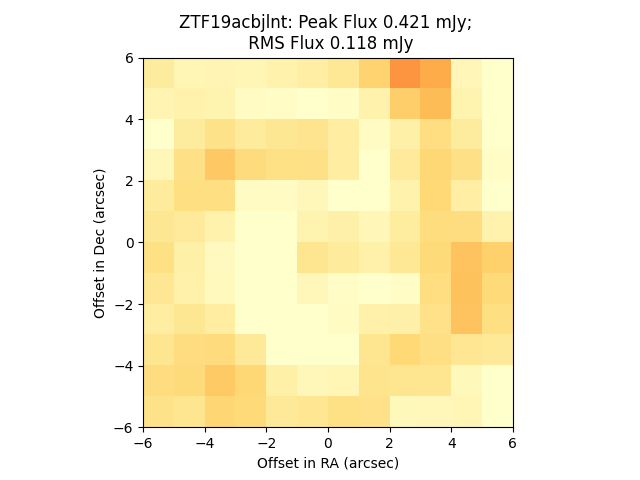 ZTF19acbjlnt: Peak Flux 0.421 mJy;
RMS Flux 0.118 mJy
6
4
2
0
−2
−4
−6
Offset in Dec (arcsec)
−6 −4 −2 0 2 4 6
Offset in RA (arcsec)